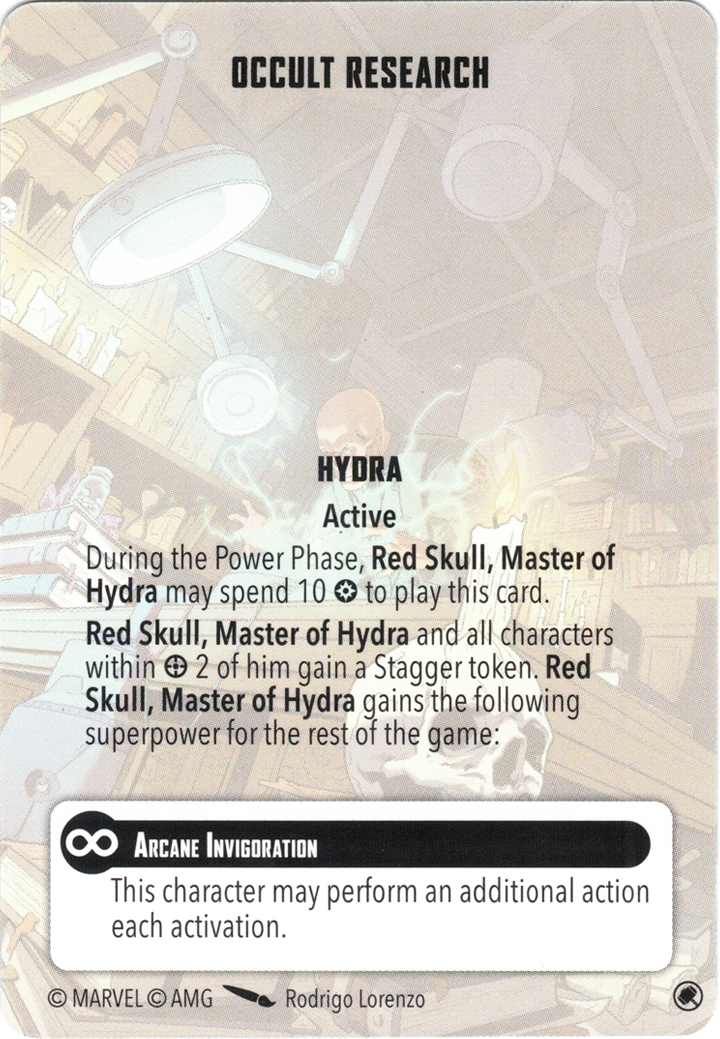 OCCULT RESEARCH
HYDRA
Active
During the Power Phase, Red Skull, Master of
Hydra may spend 10 to play this card.
Red Skull, Master of Hydra and all characters
within 2 of him gain a Stagger token. Red
Skull, Master of Hydra gains the following
superpower for the rest of the game:
ARCANE INVIGORATION
This character may perform an additional action
each activation.
© MARVEL © AMG Rodrigo Lorenzo